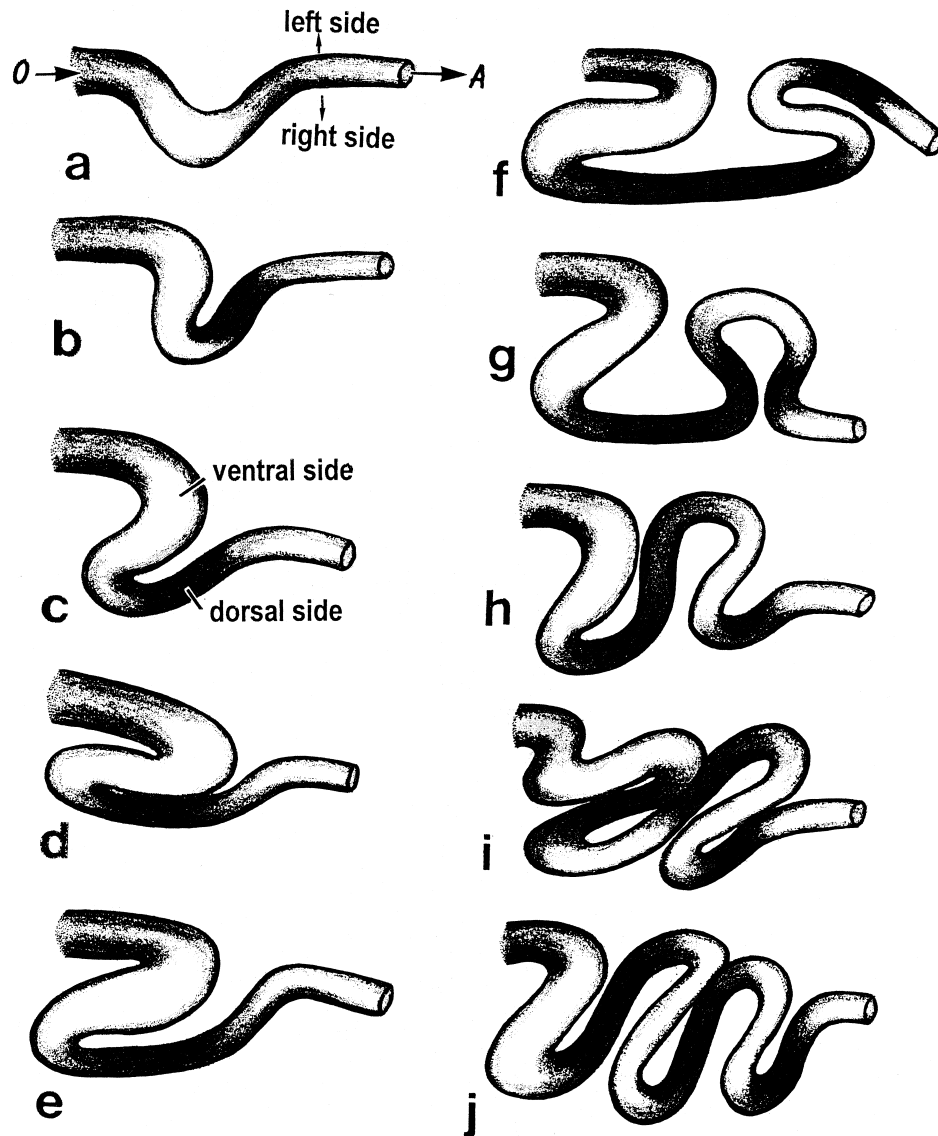 left side
O
A
right side
a
b
ventral side
c
dorsal side
d
e
f
g
h
i
j